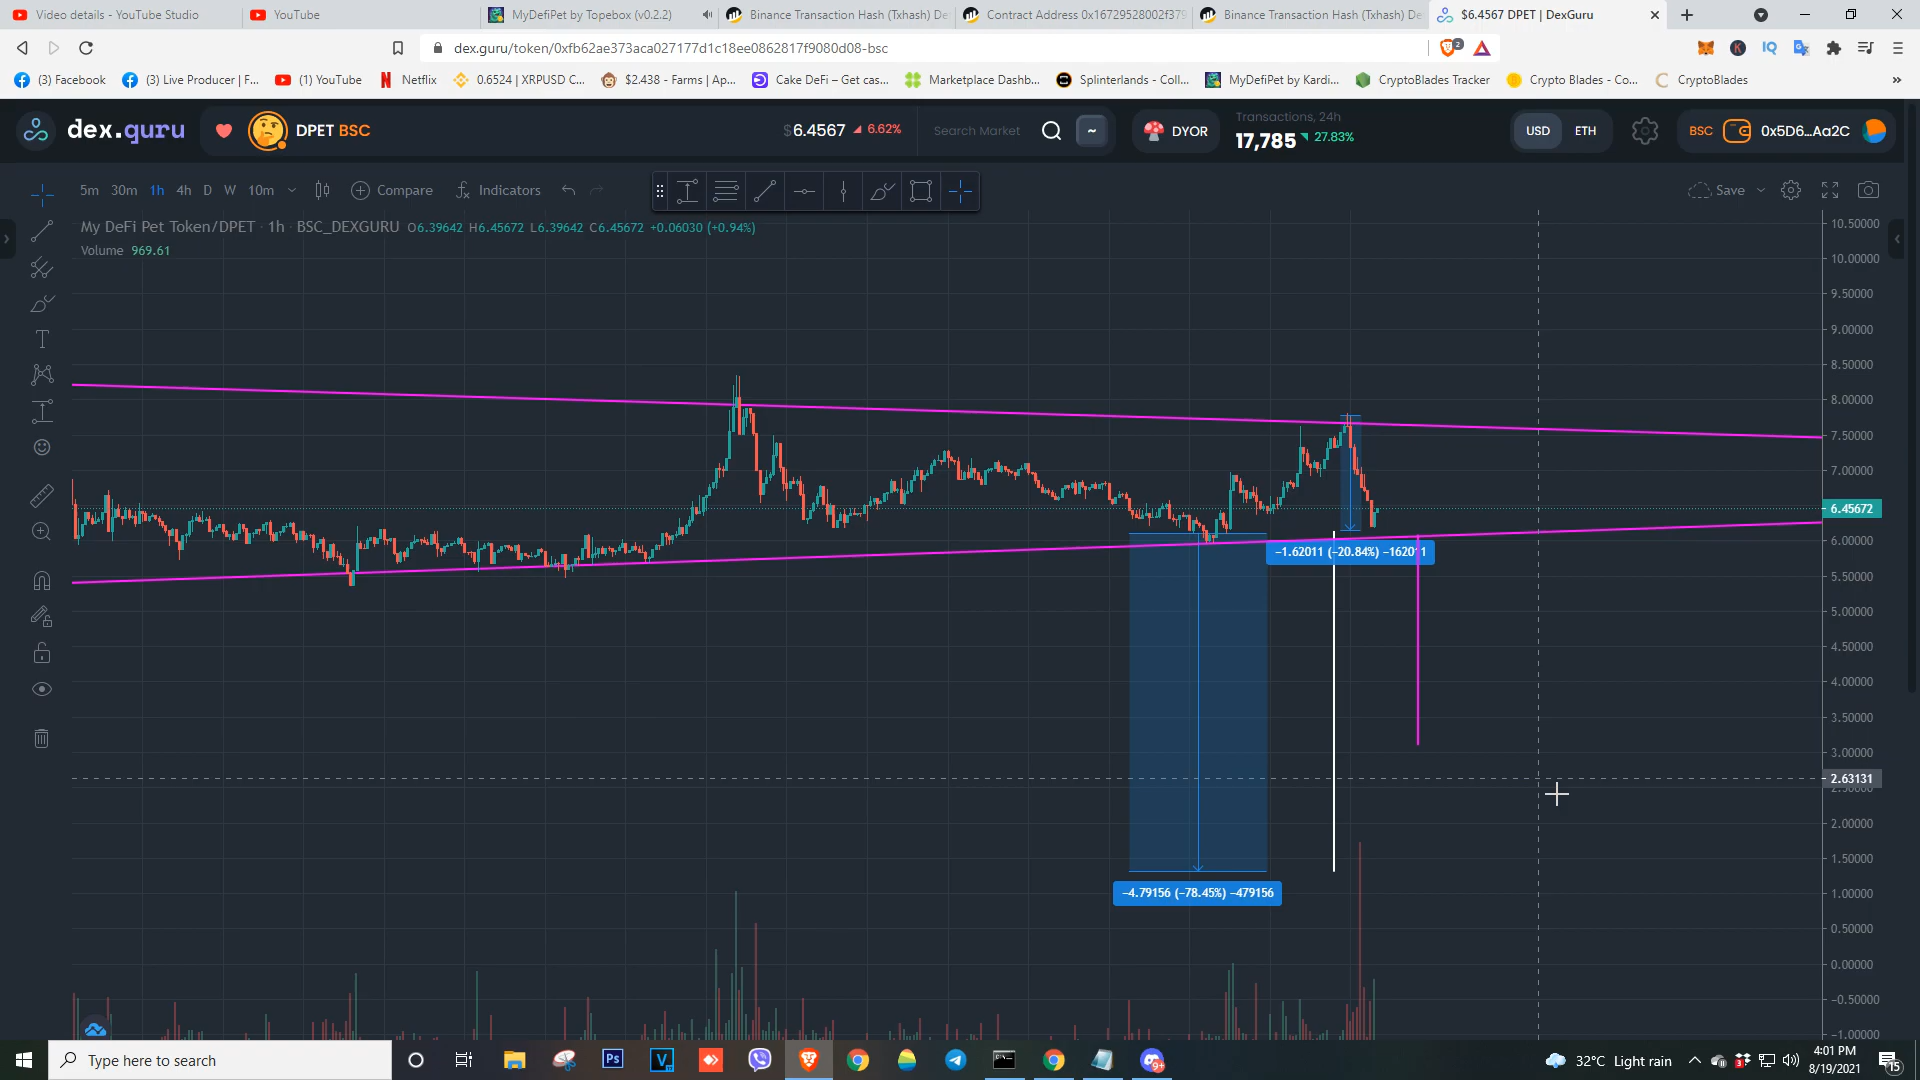 Video details - YouTube Studio
YouTube
MyDefiPet by Topebox (v0.2.2)
Binance Transaction Hash (Txhash) De
Contract Address 0x16729528002f379
Binance Transaction Hash (Txhash) De
$6.4567 DPET | DexGuru
dex.guru/token/0xfb62ae373aca027177d1c18ee0862817f9080d08-bsc
2
(3) Facebook
(3) Live Producer | F...
(1) YouTube
Netflix
0.6524 | XRPUSD C...
$2.438 - Farms | Ap...
Cake DeFi – Get cas...
Marketplace Dashb...
Splinterlands - Coll...
MyDefiPet by Kardi...
CryptoBlades Tracker
Crypto Blades - Co...
CryptoBlades
dex.guru
DPET BSC
$6.4567 6.62%
Search Market
~
DYOR
Transactions, 24h
17,785 27.83%
USD
ETH
BSC
0x5D6...Aa2C
5m 30m 1h 4h D W 10m
Compare
Indicators
Save
My DeFi Pet Token/DPET · 1h · BSC_DEXGURU O6.39642 H6.45672 L6.39642 C6.45672 +0.06030 (+0.94%)
Volume 969.61
10.50000
10.00000
9.50000
9.00000
8.50000
8.00000
7.50000
7.00000
6.45672
6.00000
5.50000
5.00000
4.50000
4.00000
3.50000
3.00000
2.63131
2.50000
2.00000
1.50000
1.00000
0.50000
0.00000
−0.50000
−1.00000
−1.62011 (−20.84%) −162011
−4.79156 (−78.45%) −479156
Type here to search
32°C Light rain
4:01 PM
8/19/2021
15